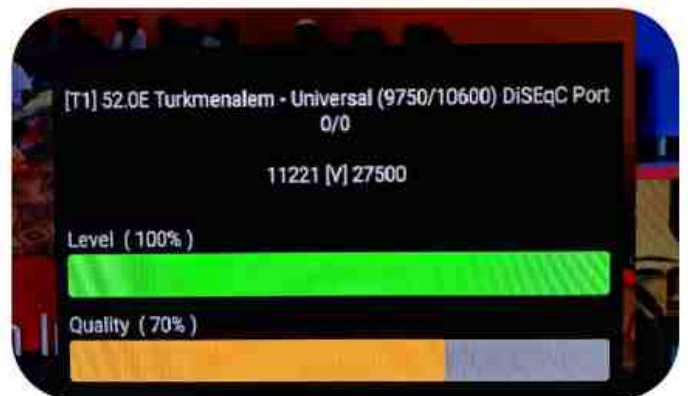 [T1] 52.0E Turkmenalem - Universal (9750/10600) DiSEqC Port
0/0
11221 [V] 27500
Level ( 100% )
Quality ( 70% )